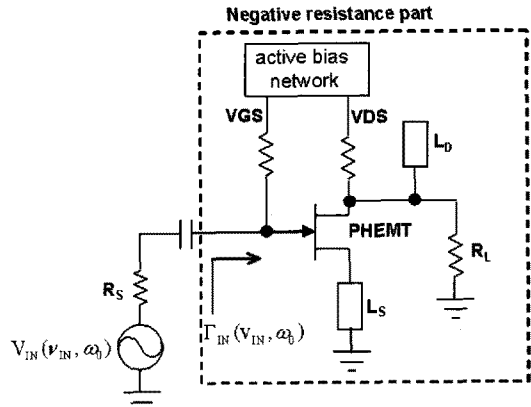 Negative resistance part
active bias
network
VGS
VDS
L_D
PHEMT
R_L
R_S
L_S
Γ_IN(v_IN, ω_0)
V_IN(v_IN, ω_0)